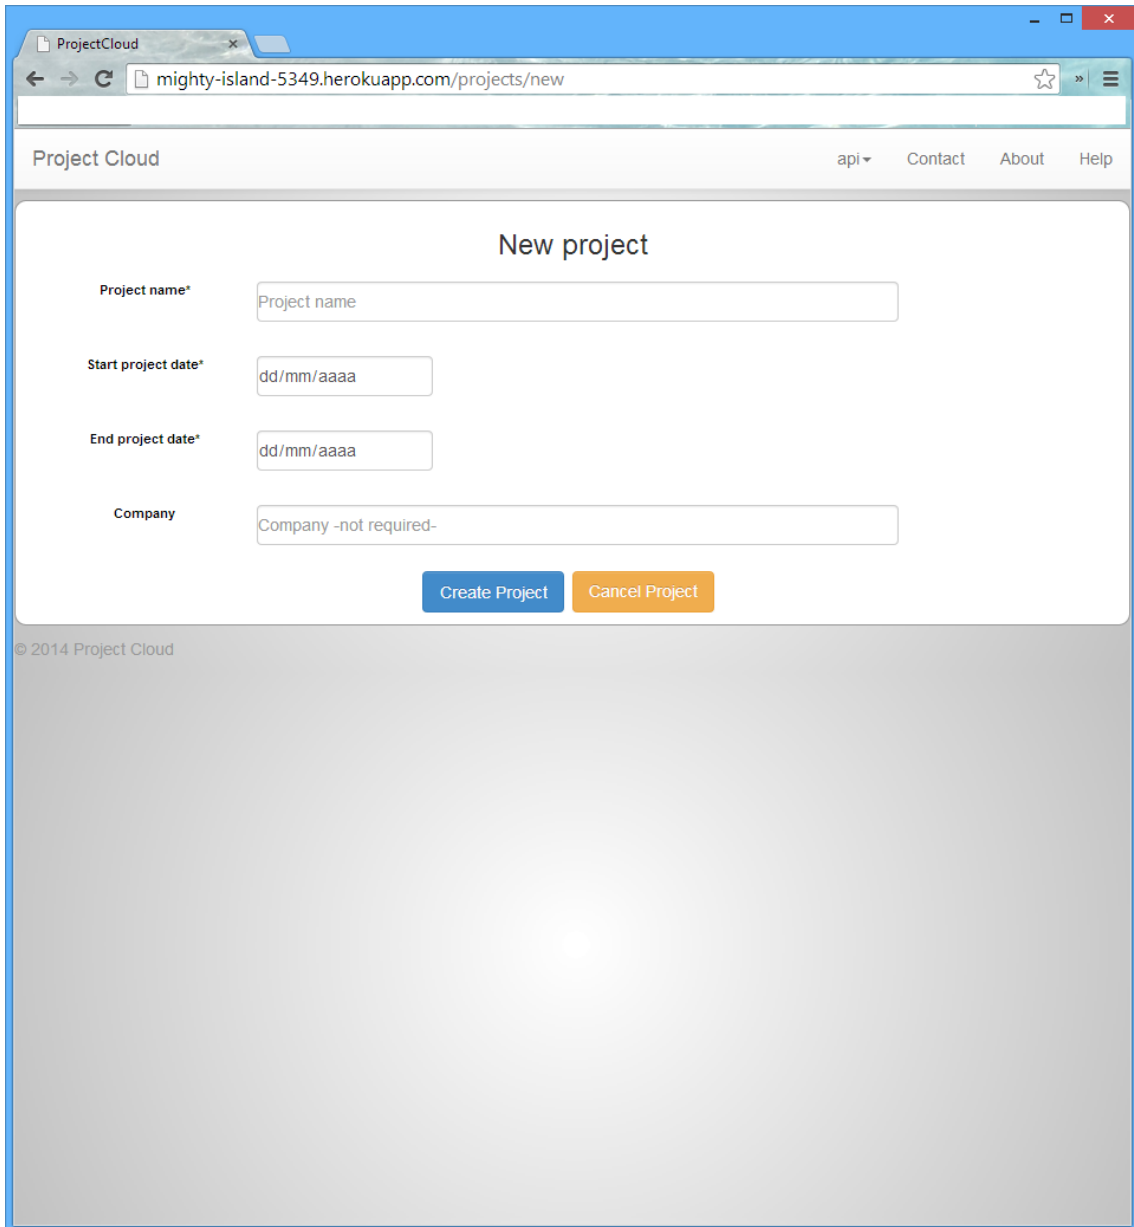 ProjectCloud
mighty-island-5349.herokuapp.com/projects/new
Project Cloud api Contact About Help
New project
Project name* Project name
Start project date* dd/mm/aaaa
End project date* dd/mm/aaaa
Company Company -not required-
Create Project Cancel Project
© 2014 Project Cloud